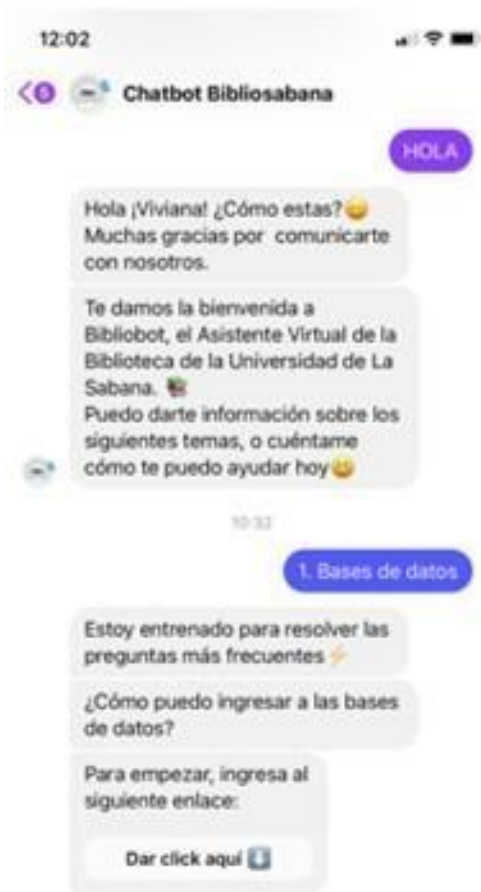 12:02
6
Chatbot Bibliosabana
HOLA
Hola ¡Viviana! ¿Cómo estas?😀
Muchas gracias por comunicarte
con nosotros.
Te damos la bienvenida a
Bibliobot, el Asistente Virtual de la
Biblioteca de la Universidad de La
Sabana. 📚
Puedo darte información sobre los
siguientes temas, o cuéntame
cómo te puedo ayudar hoy😀
10:32
1. Bases de datos
Estoy entrenado para resolver las
preguntas más frecuentes⚡
¿Cómo puedo ingresar a las bases
de datos?
Para empezar, ingresa al
siguiente enlace:
Dar click aquí ⬇️